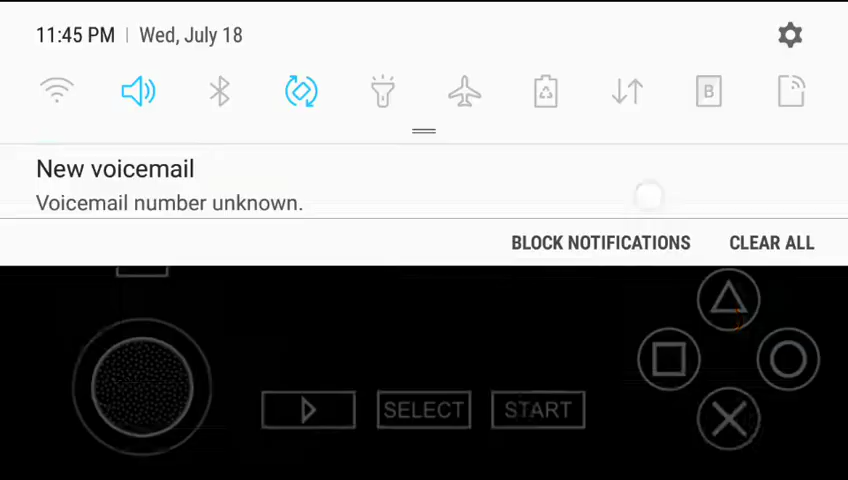 11:45 PM | Wed, July 18
B
New voicemail
Voicemail number unknown.
BLOCK NOTIFICATIONS CLEAR ALL
SELECT START